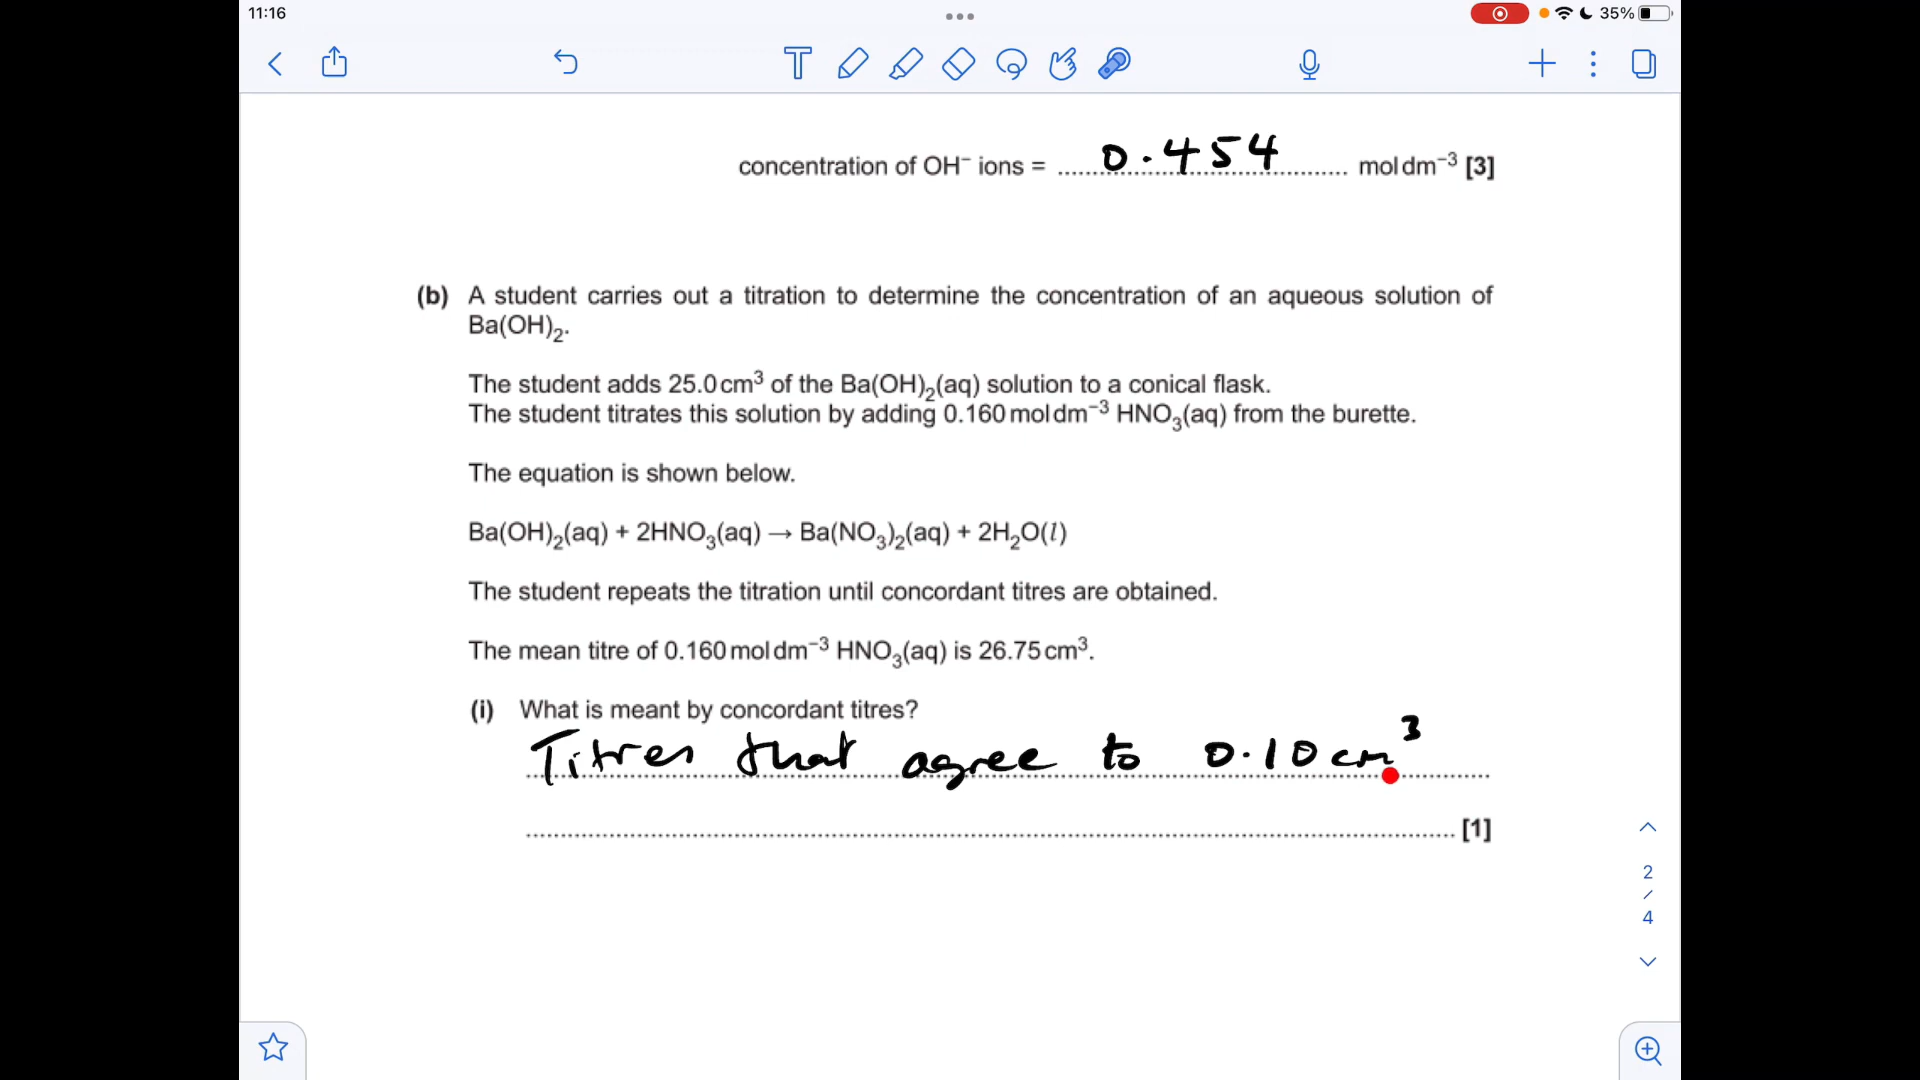 11:16
35%
T
concentration of OH⁻ ions = ........ 0.454 ........ mol dm⁻³ [3]
(b) A student carries out a titration to determine the concentration of an aqueous solution of
Ba(OH)₂.
The student adds 25.0 cm³ of the Ba(OH)₂(aq) solution to a conical flask.
The student titrates this solution by adding 0.160 mol dm⁻³ HNO₃(aq) from the burette.
The equation is shown below.
Ba(OH)₂(aq) + 2HNO₃(aq) → Ba(NO₃)₂(aq) + 2H₂O(l)
The student repeats the titration until concordant titres are obtained.
The mean titre of 0.160 mol dm⁻³ HNO₃(aq) is 26.75 cm³.
(i) What is meant by concordant titres?
Titres that agree to 0.10 cm³
[1]
2
/
4